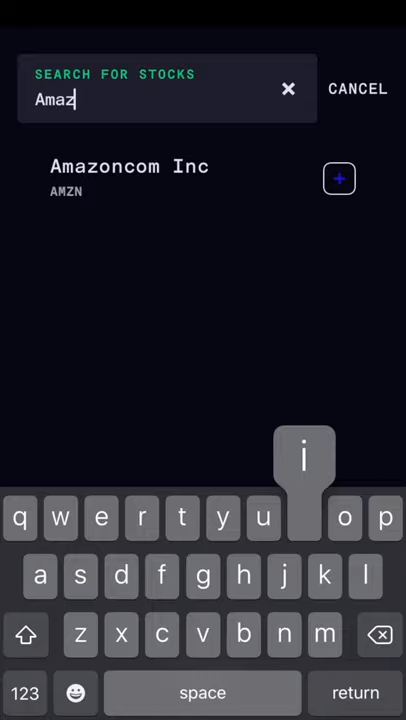 SEARCH FOR STOCKS
Amaz
CANCEL
Amazoncom Inc
AMZN
i
q w e r t y u o p
a s d f g h j k l
z x c v b n m
123 space return